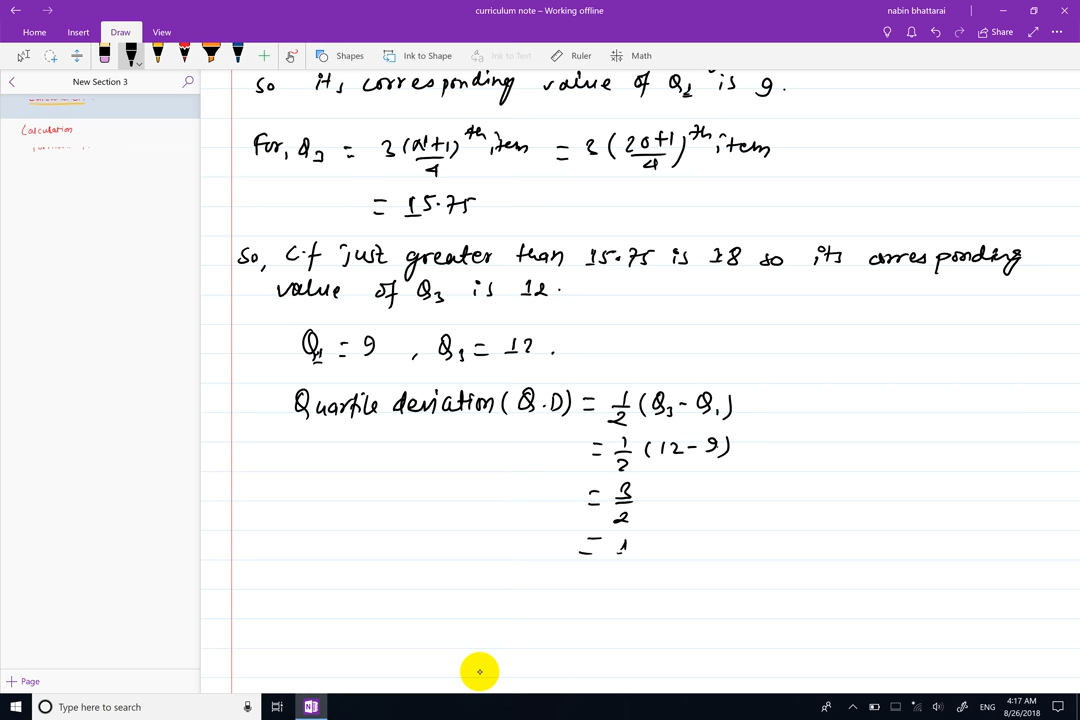 curriculum note – Working offline
nabin bhattarai
Home Insert Draw View
Share
Shapes Ink to Shape Ink to Text Ruler Math
New Section 3
Calculation
So its corresponding value of Q1 is 9.
For, Q3 = 3(N+1)/4 th item = 3(20+1)/4 th item
= 15.75
So, C.f just greater than 15.75 is 18 so its corresponding
value of Q3 is 12.
Q1 = 9 , Q3 = 12 .
Quartile deviation (Q.D) = 1/2 (Q3 - Q1)
= 1/2 (12 - 9)
= 3/2
= 1
+ Page
Type here to search
ENG
4:17 AM
8/26/2018